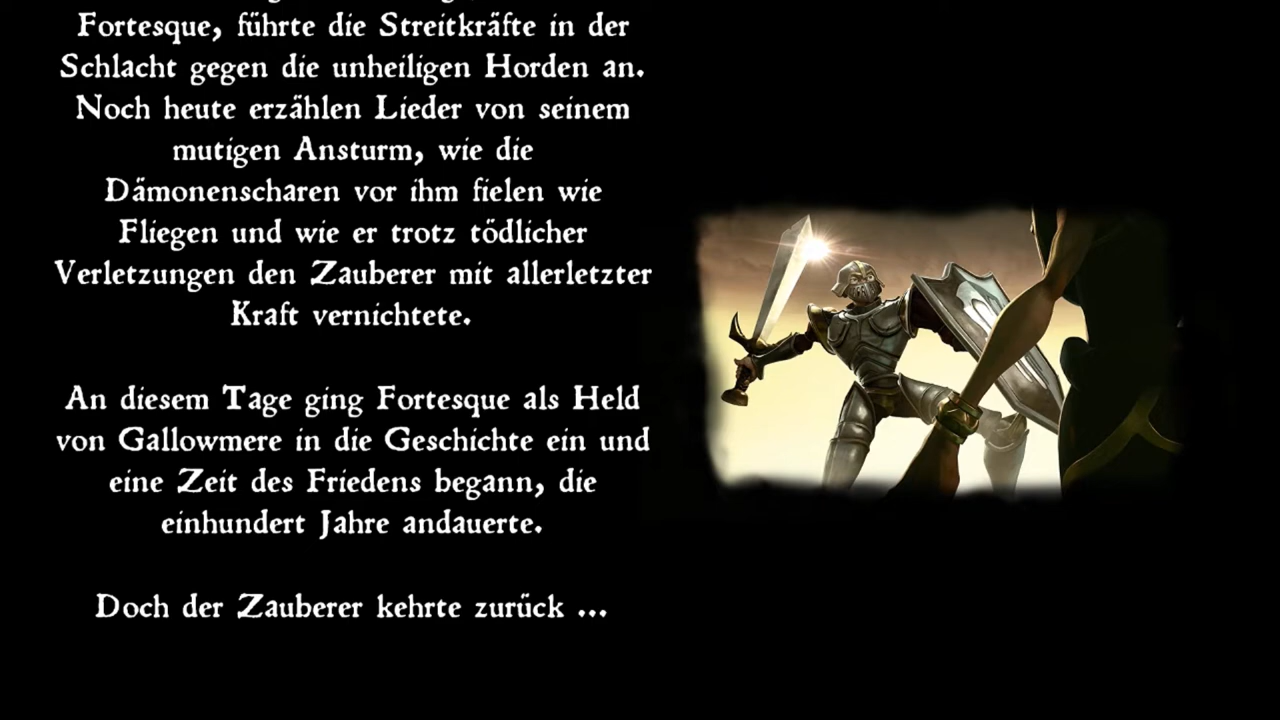 Fortesque, führte die Streitkräfte in der
Schlacht gegen die unheiligen Horden an.
Noch heute erzählen Lieder von seinem
mutigen Ansturm, wie die
Dämonenscharen vor ihm fielen wie
Fliegen und wie er trotz tödlicher
Verletzungen den Zauberer mit allerletzter
Kraft vernichtete.
An diesem Tage ging Fortesque als Held
von Gallowmere in die Geschichte ein und
eine Zeit des Friedens begann, die
einhundert Jahre andauerte.
Doch der Zauberer kehrte zurück ...